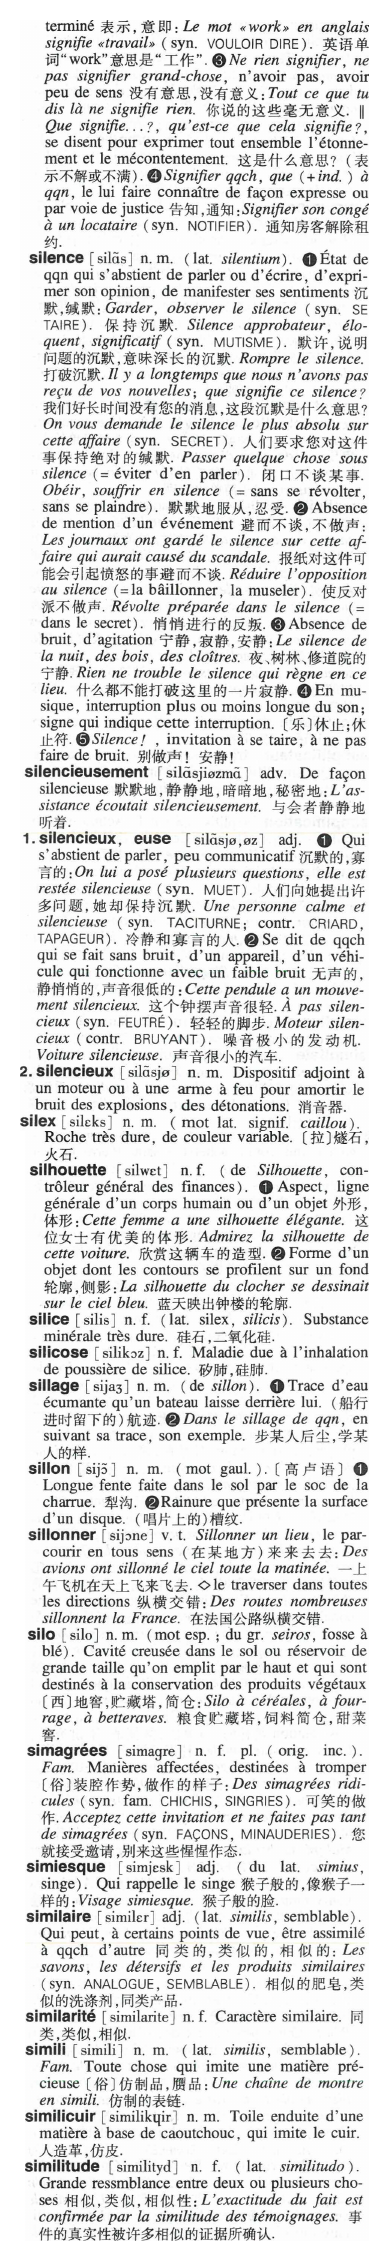 terminé 表示,意即: Le mot «work» en anglais
signifie «travail» (syn. VOULOIR DIRE). 英语单
词“work”意思是“工作”. ❸ Ne rien signifier, ne
pas signifier grand-chose, n'avoir pas, avoir
peu de sens 没有意思,没有意义: Tout ce que tu
dis là ne signifie rien. 你说的这些毫无意义. ‖
Que signifie...?, qu'est-ce que cela signifie?,
se disent pour exprimer tout ensemble l'étonne-
ment et le mécontentement. 这是什么意思? (表
示不解或不满). ❹ Signifier qqch, que (+ind.) à
qqn, le lui faire connaître de façon expresse ou
par voie de justice 告知,通知: Signifier son congé
à un locataire (syn. NOTIFIER). 通知房客解除租
约.
silence [silɑ̃s] n. m. (lat. silentium). ❶ État de
qqn qui s'abstient de parler ou d'écrire, d'expri-
mer son opinion, de manifester ses sentiments 沉
默,缄默: Garder, observer le silence (syn. SE
TAIRE). 保持沉默. Silence approbateur, élo-
quent, significatif (syn. MUTISME). 默许,说明
问题的沉默,意味深长的沉默. Rompre le silence.
打破沉默. Il y a longtemps que nous n'avons pas
reçu de vos nouvelles; que signifie ce silence?
我们好长时间没有您的消息,这段沉默是什么意思?
On vous demande le silence le plus absolu sur
cette affaire (syn. SECRET). 人们要求您对这件
事保持绝对的缄默. Passer quelque chose sous
silence (= éviter d'en parler). 闭口不谈某事.
Obéir, souffrir en silence (= sans se révolter,
sans se plaindre). 默默地服从,忍受. ❷ Absence
de mention d'un événement 避而不谈,不做声:
Les journaux ont gardé le silence sur cette af-
faire qui aurait causé du scandale. 报纸对这件可
能会引起愤怒的事避而不谈. Réduire l'opposition
au silence (=la bâillonner, la museler). 使反对
派不做声. Révolte préparée dans le silence (=
dans le secret). 悄悄进行的反叛. ❸ Absence de
bruit, d'agitation 宁静,寂静,安静: Le silence de
la nuit, des bois, des cloîtres. 夜、树林、修道院的
宁静. Rien ne trouble le silence qui règne en ce
lieu. 什么都不能打破这里的一片寂静. ❹ En mu-
sique, interruption plus ou moins longue du son;
signe qui indique cette interruption. 〔乐〕休止;休
止符. ❺ Silence!, invitation à se taire, à ne pas
faire de bruit. 别做声! 安静!
silencieusement [silɑ̃sjøzmɑ̃] adv. De façon
silencieuse 默默地,静静地,暗暗地,秘密地: L'as-
sistance écoutait silencieusement. 与会者静静地
听着.
1. silencieux, euse [silɑ̃sjø,øz] adj. ❶ Qui
s'abstient de parler, peu communicatif 沉默的,寡
言的: On lui a posé plusieurs questions, elle est
restée silencieuse (syn. MUET). 人们向她提出许
多问题,她却保持沉默. Une personne calme et
silencieuse (syn. TACITURNE; contr. CRIARD,
TAPAGEUR). 冷静和寡言的人. ❷ Se dit de qqch
qui se fait sans bruit, d'un appareil, d'un véhi-
cule qui fonctionne avec un faible bruit 无声的,
静悄悄的,声音很低的: Cette pendule a un mouve-
ment silencieux. 这个钟摆声音很轻. À pas silen-
cieux (syn. FEUTRÉ). 轻轻的脚步. Moteur silen-
cieux (contr. BRUYANT). 噪音极小的发动机.
Voiture silencieuse. 声音很小的汽车.
2. silencieux [silɑ̃sjø] n. m. Dispositif adjoint à
un moteur ou à une arme à feu pour amortir le
bruit des explosions, des détonations. 消音器.
silex [silɛks] n. m. (mot lat. signif. caillou).
Roche très dure, de couleur variable. 〔拉〕燧石,
火石.
silhouette [silwɛt] n. f. (de Silhouette, con-
trôleur général des finances). ❶ Aspect, ligne
générale d'un corps humain ou d'un objet 外形,
体形: Cette femme a une silhouette élégante. 这
位女士有优美的体形. Admirez la silhouette de
cette voiture. 欣赏这辆车的造型. ❷ Forme d'un
objet dont les contours se profilent sur un fond
轮廓,侧影: La silhouette du clocher se dessinait
sur le ciel bleu. 蓝天映出钟楼的轮廓.
silice [silis] n. f. (lat. silex, silicis). Substance
minérale très dure. 硅石,二氧化硅.
silicose [silikoz] n. f. Maladie due à l'inhalation
de poussière de silice. 矽肺,硅肺.
sillage [sijaʒ] n. m. (de sillon). ❶ Trace d'eau
écumante qu'un bateau laisse derrière lui. (船行
进时留下的)航迹. ❷ Dans le sillage de qqn, en
suivant sa trace, son exemple. 步某人后尘,学某
人的样.
sillon [sijɔ̃] n. m. (mot gaul.). 〔高卢语〕 ❶
Longue fente faite dans le sol par le soc de la
charrue. 犁沟. ❷ Rainure que présente la surface
d'un disque. (唱片上的)槽纹.
sillonner [sijɔne] v. t. Sillonner un lieu, le par-
courir en tous sens (在某地方)来来去去: Des
avions ont sillonné le ciel toute la matinée. 一上
午飞机在天上飞来飞去. ◇ le traverser dans toutes
les directions 纵横交错: Des routes nombreuses
sillonnent la France. 在法国公路纵横交错.
silo [silo] n. m. (mot esp.; du gr. seiros, fosse à
blé). Cavité creusée dans le sol ou réservoir de
grande taille qu'on emplit par le haut et qui sont
destinés à la conservation des produits végétaux
〔西〕地窖,贮藏塔,筒仓: Silo à céréales, à four-
rage, à betteraves. 粮食贮藏塔,饲料筒仓,甜菜
窖.
simagrées [simagre] n. f. pl. (orig. inc.).
Fam. Manières affectées, destinées à tromper
〔俗〕装腔作势,做作的样子: Des simagrées ridi-
cules (syn. fam. CHICHIS, SINGRIES). 可笑的做
作. Acceptez cette invitation et ne faites pas tant
de simagrées (syn. FAÇONS, MINAUDERIES). 您
就接受邀请,别来这些惺惺作态.
simiesque [simjesk] adj. (du lat. simius,
singe). Qui rappelle le singe 猴子般的,像猴子一
样的: Visage simiesque. 猴子般的脸.
similaire [similɛr] adj. (lat. similis, semblable).
Qui peut, à certains points de vue, être assimilé
à qqch d'autre 同类的,类似的,相似的: Les
savons, les détersifs et les produits similaires
(syn. ANALOGUE, SEMBLABLE). 相似的肥皂,类
似的洗涤剂,同类产品.
similarité [similarite] n. f. Caractère similaire. 同
类,类似,相似.
simili [simili] n. m. (lat. similis, semblable).
Fam. Toute chose qui imite une matière pré-
cieuse 〔俗〕仿制品,赝品: Une chaîne de montre
en simili. 仿制的表链.
similicuir [similikɥir] n. m. Toile enduite d'une
matière à base de caoutchouc, qui imite le cuir.
人造革,仿皮.
similitude [similityd] n. f. (lat. similitudo).
Grande ressmblance entre deux ou plusieurs cho-
ses 相似,类似,相似性: L'exactitude du fait est
confirmée par la similitude des témoignages. 事
件的真实性被许多相似的证据所确认.